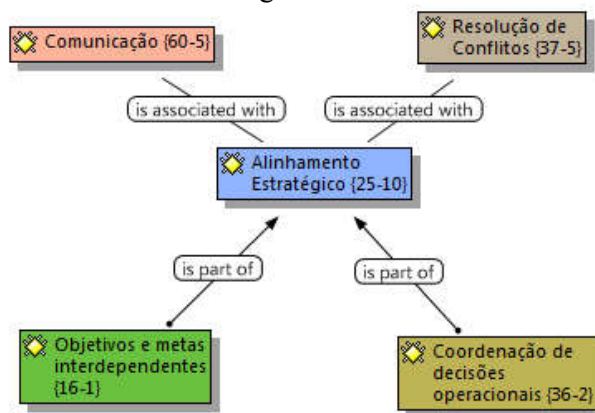 Comunicação {60-5}
Resolução de
Conflitos {37-5}
is associated with
is associated with
Alinhamento
Estratégico {25-10}
is part of
is part of
Objetivos e metas
interdependentes
{16-1}
Coordenação de
decisões
operacionais {36-2}